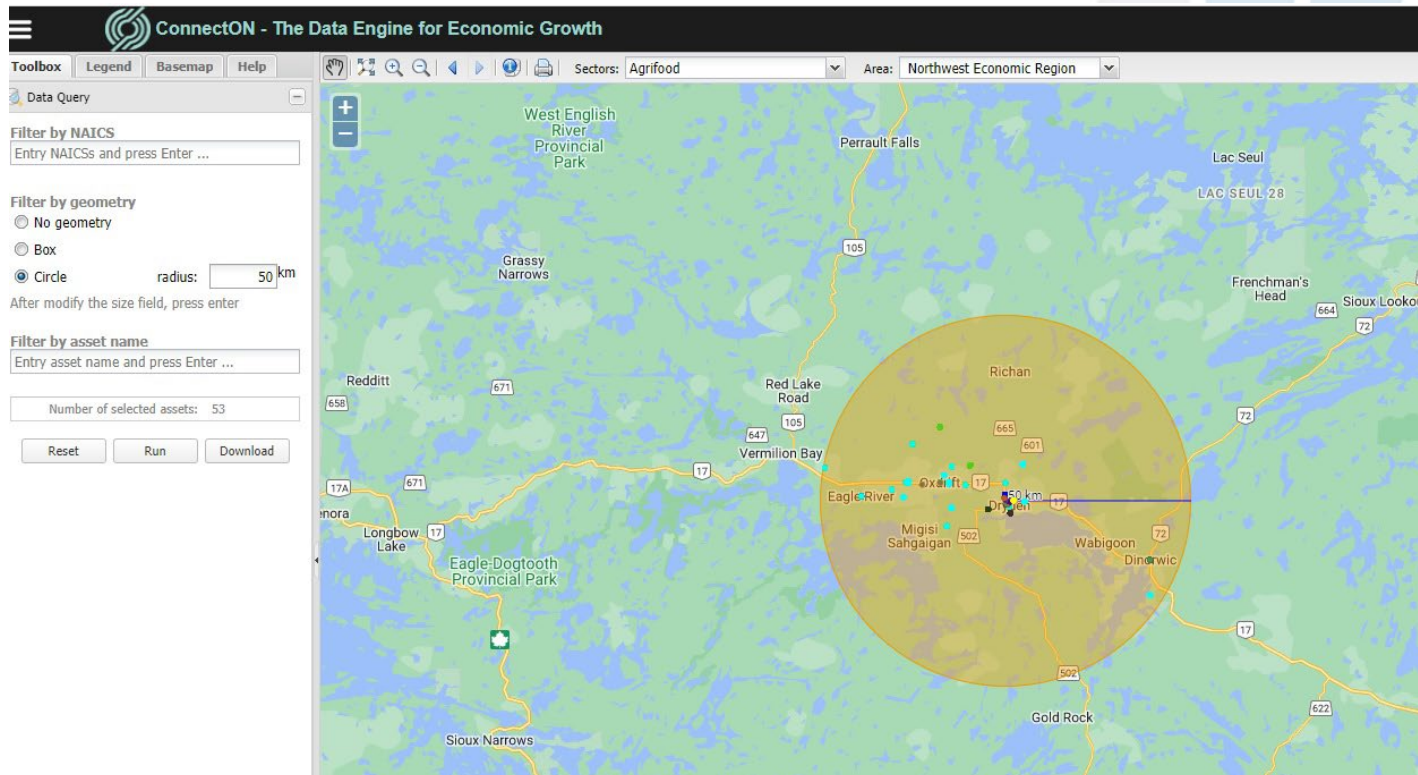 ConnectON - The Data Engine for Economic Growth
Toolbox Legend Basemap Help
Sectors: Agrifood Area: Northwest Economic Region
Data Query
Filter by NAICS
Entry NAICSs and press Enter ...
Filter by geometry
No geometry
Box
Circle radius: 50 km
After modify the size field, press enter
Filter by asset name
Entry asset name and press Enter ...
Number of selected assets: 53
Reset Run Download
+
−
West English
River
Provincial
Park
Perrault Falls
Lac Seul
LAC SEUL 28
105
Grassy
Narrows
Frenchman's
Head
664
Sioux Looko
72
Redditt
658
671
Red Lake
Road
105
647
Vermilion Bay
Richan
665
601
72
17
17A
671
enora
Longbow
Lake
17
Eagle River
Oxdrift
17
50 km
Dryden
17
Migisi
Sahgaigan
502
Wabigoon
72
Dinorwic
Eagle-Dogtooth
Provincial Park
17
502
622
Gold Rock
Sioux Narrows